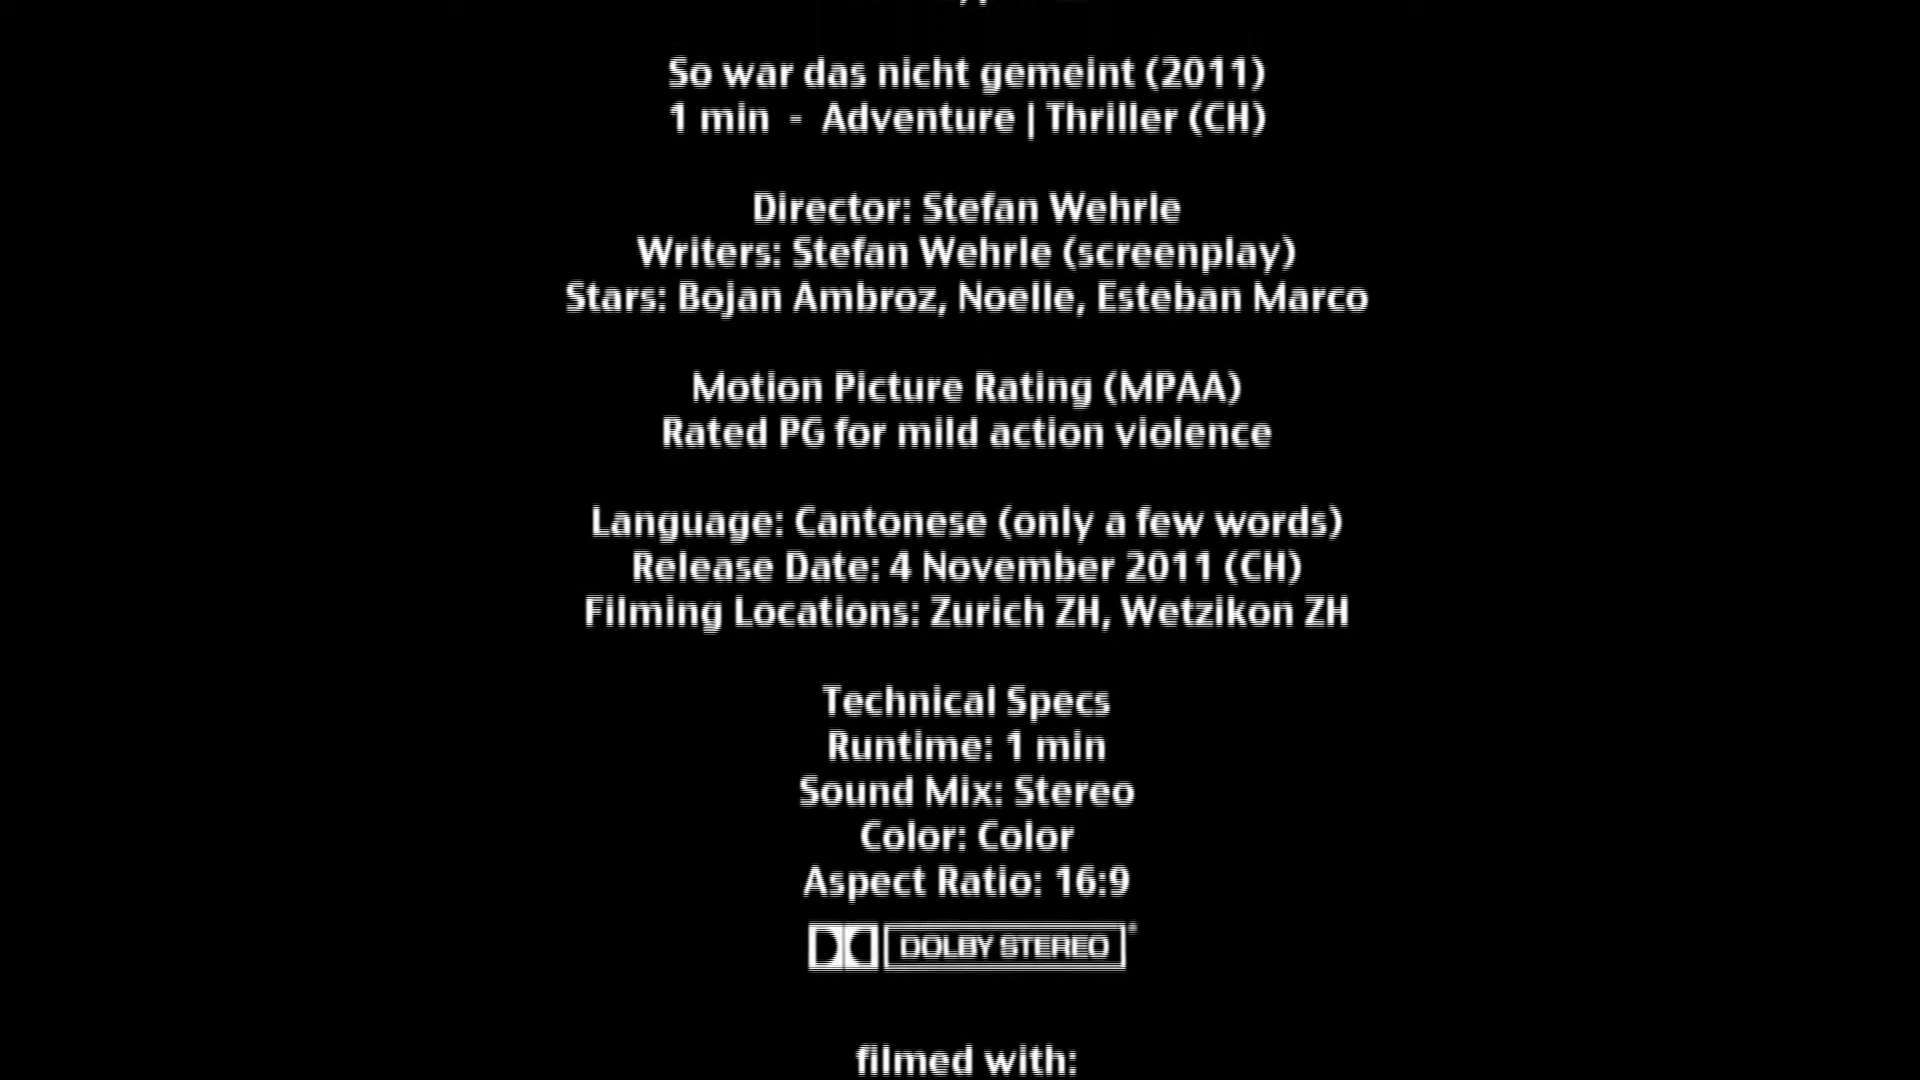 So war das nicht gemeint (2011)
1 min - Adventure | Thriller (CH)
Director: Stefan Wehrle
Writers: Stefan Wehrle (screenplay)
Stars: Bojan Ambroz, Noelle, Esteban Marco
Motion Picture Rating (MPAA)
Rated PG for mild action violence
Language: Cantonese (only a few words)
Release Date: 4 November 2011 (CH)
Filming Locations: Zurich ZH, Wetzikon ZH
Technical Specs
Runtime: 1 min
Sound Mix: Stereo
Color: Color
Aspect Ratio: 16:9
DOLBY STEREO
filmed with: